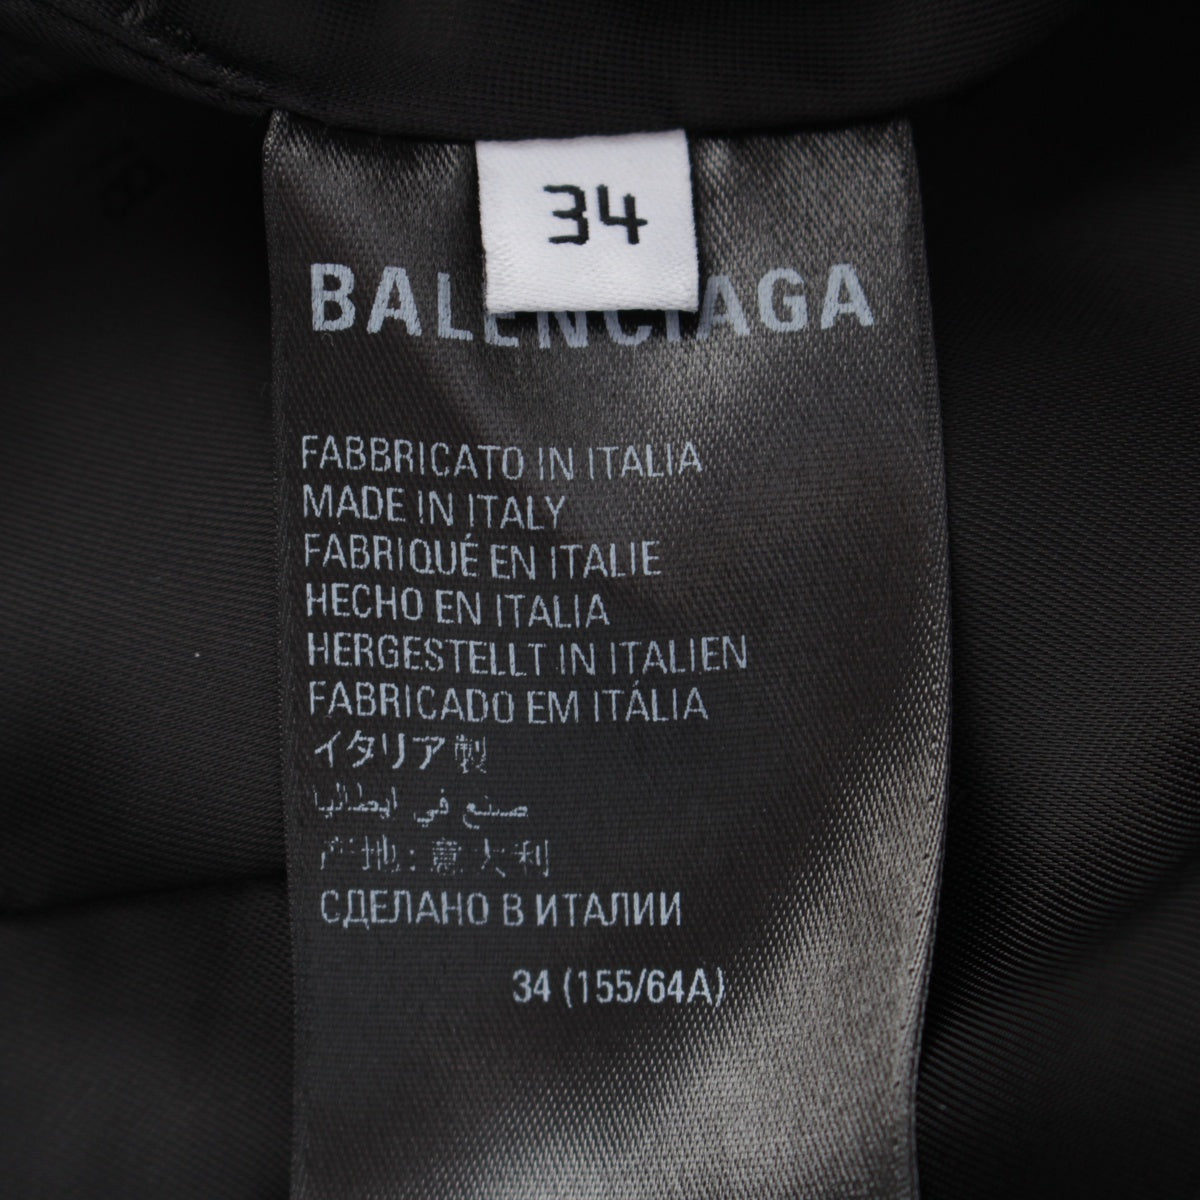 34
BALENCIAGA
FABBRICATO IN ITALIA
MADE IN ITALY
FABRIQUÉ EN ITALIE
HECHO EN ITALIA
HERGESTELLT IN ITALIEN
FABRICADO EM ITÁLIA
イタリア製
صنع في ايطاليا
产地:意大利
СДЕЛАНО В ИТАЛИИ
34 (155/64A)